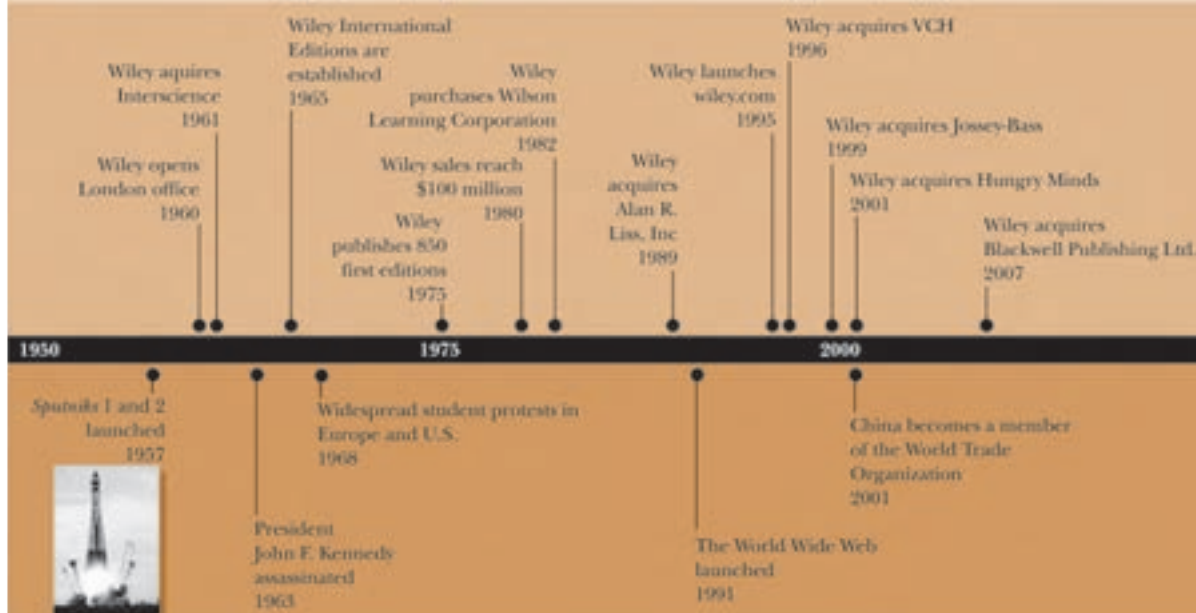 Wiley acquires VCH
1996
Wiley International
Editions are
established
1965
Wiley aquires
Interscience
1961
Wiley
purchases Wilson
Learning Corporation
1982
Wiley launches
wiley.com
1995
Wiley acquires Jossey-Bass
1999
Wiley opens
London office
1960
Wiley sales reach
$100 million
1980
Wiley
acquires
Alan R.
Liss, Inc
1989
Wiley acquires Hungry Minds
2001
Wiley
publishes 850
first editions
1975
Wiley acquires
Blackwell Publishing Ltd.
2007
1950 1975 2000
Sputniks 1 and 2
launched
1957
Widespread student protests in
Europe and U.S.
1968
China becomes a member
of the World Trade
Organization
2001
President
John F. Kennedy
assassinated
1963
The World Wide Web
launched
1991